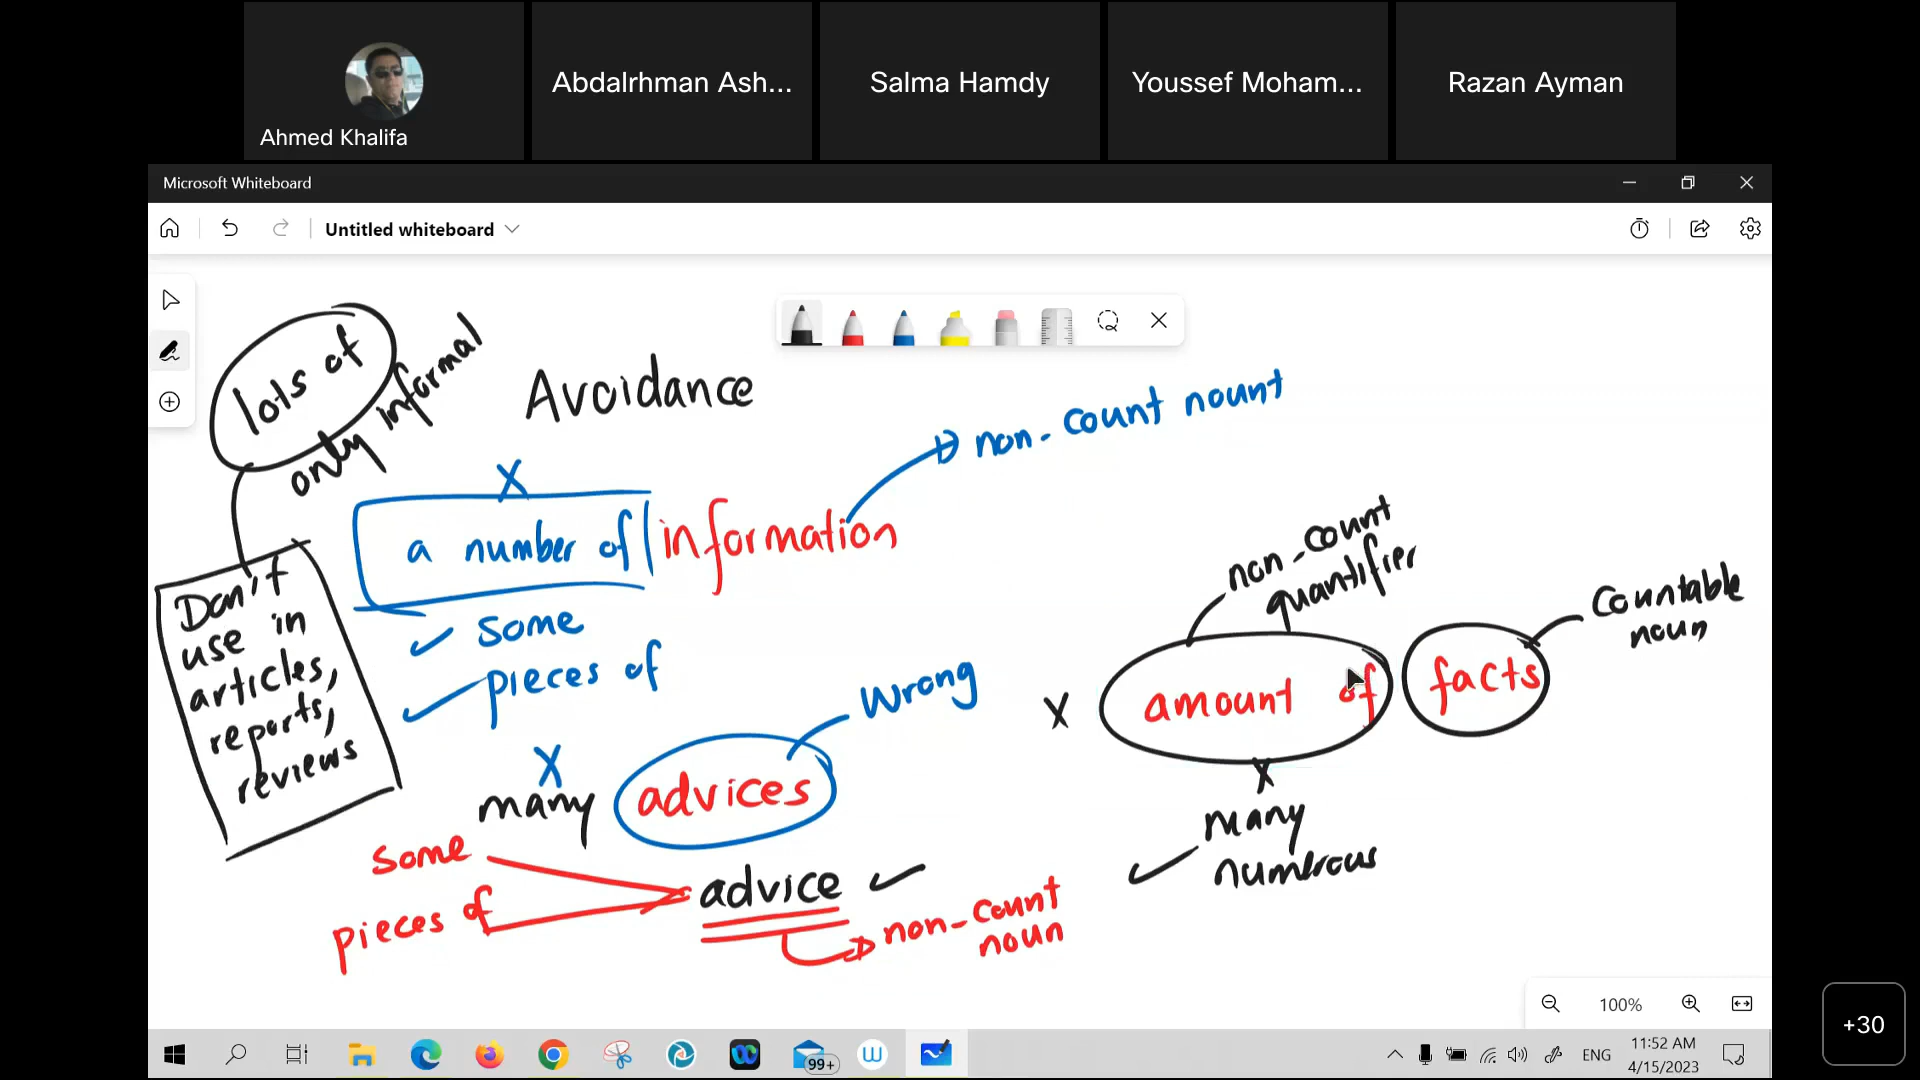 Ahmed Khalifa
Abdalrhman Ash...
Salma Hamdy
Youssef Moham...
Razan Ayman
Microsoft Whiteboard
Untitled whiteboard
lots of
only informal
Avoidance
non-count nount
X
a number of information
some
pieces of
Don't
use in
articles,
reports,
reviews
wrong
X
many advices
some
pieces of
advice
non-count
noun
non-count
quantifier
Countable
noun
X
amount of facts
X
many
numerous
100%
+30
99+
ENG
11:52 AM
4/15/2023